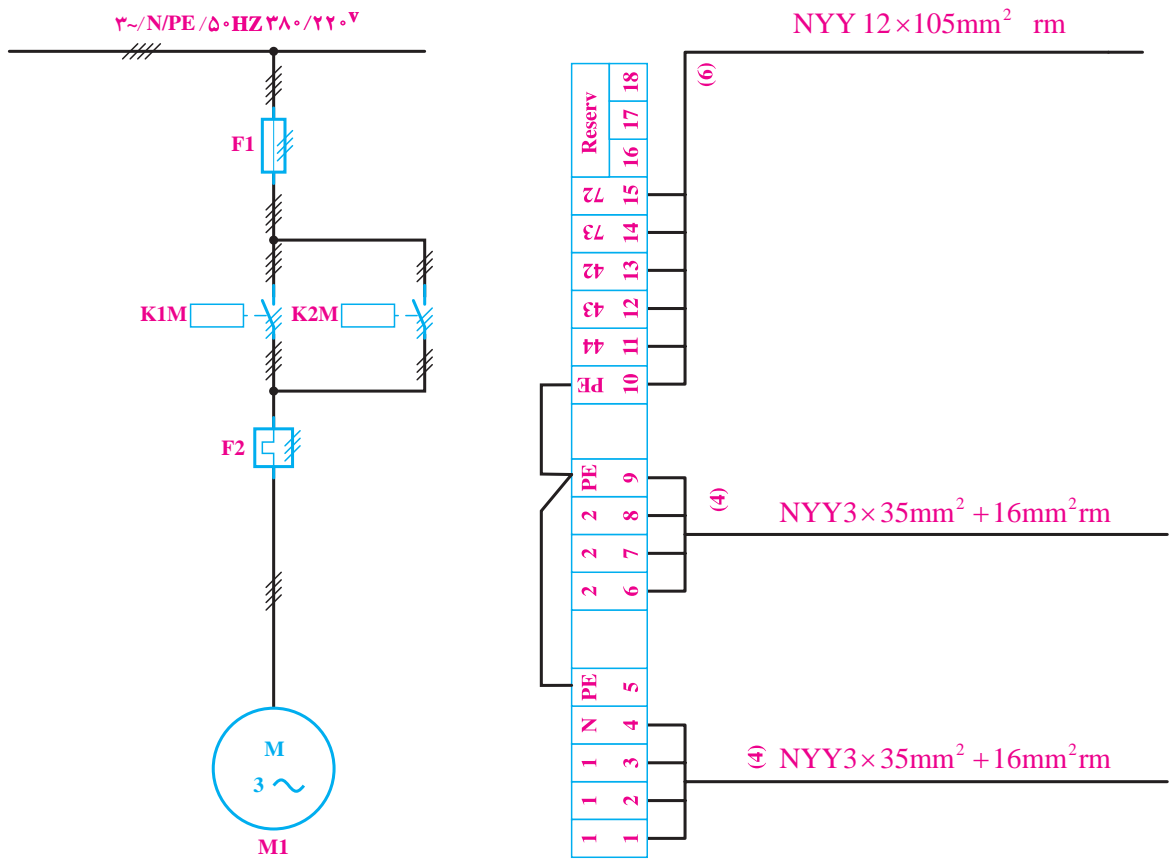 ۳~/N/PE/۵۰HZ۳۸۰/۲۲۰ᵛ
F1
K1M
K2M
F2
M
3 ~
M1
NYY 12×105mm² rm
(6)
Reserv
18
17
16
72 15
73 14
42 13
43 12
44 11
PE 10
PE 9
2 8
2 7
2 6
(4)
NYY3×35mm²+16mm²rm
PE 5
N 4
1 3
1 2
1 1
(4) NYY3×35mm²+16mm²rm